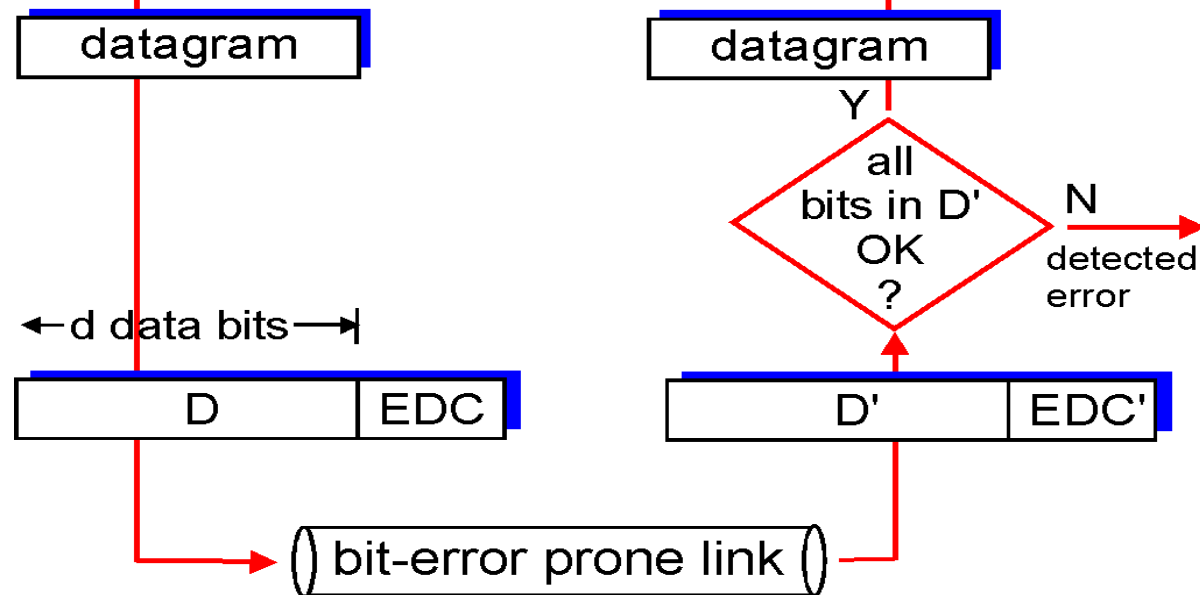 datagram
datagram
Y
all
bits in D'
OK
?
N
detected
error
d data bits
D
EDC
D'
EDC'
bit-error prone link